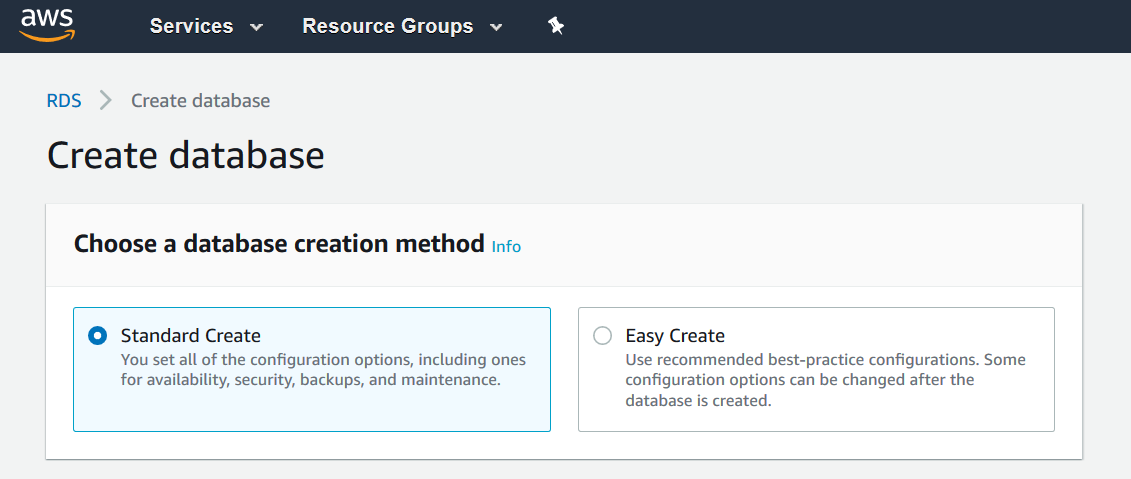 aws
Services
Resource Groups
RDS
Create database
Create database
Choose a database creation method Info
Standard Create
You set all of the configuration options, including ones
for availability, security, backups, and maintenance.
Easy Create
Use recommended best-practice configurations. Some
configuration options can be changed after the
database is created.